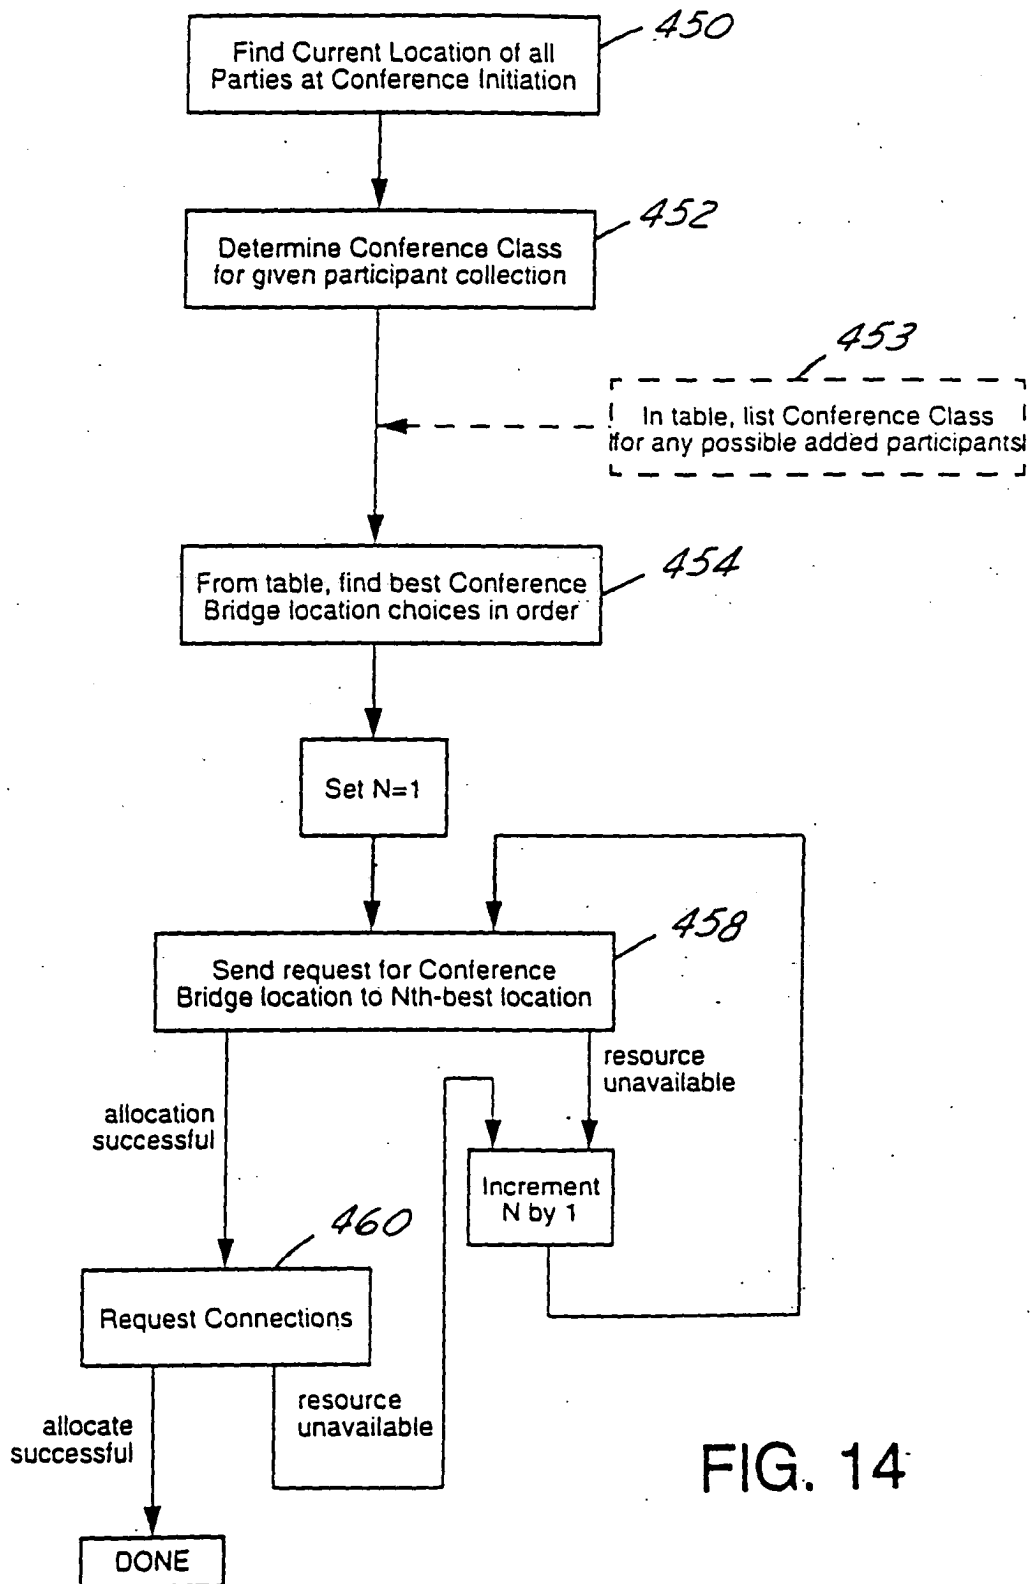 450
Find Current Location of all
Parties at Conference Initiation
452
Determine Conference Class
for given participant collection
453
In table, list Conference Class
for any possible added participants
454
From table, find best Conference
Bridge location choices in order
Set N=1
458
Send request for Conference
Bridge location to Nth-best location
resource
unavailable
allocation
successful
Increment
N by 1
460
Request Connections
resource
unavailable
allocate
successful
FIG. 14
DONE